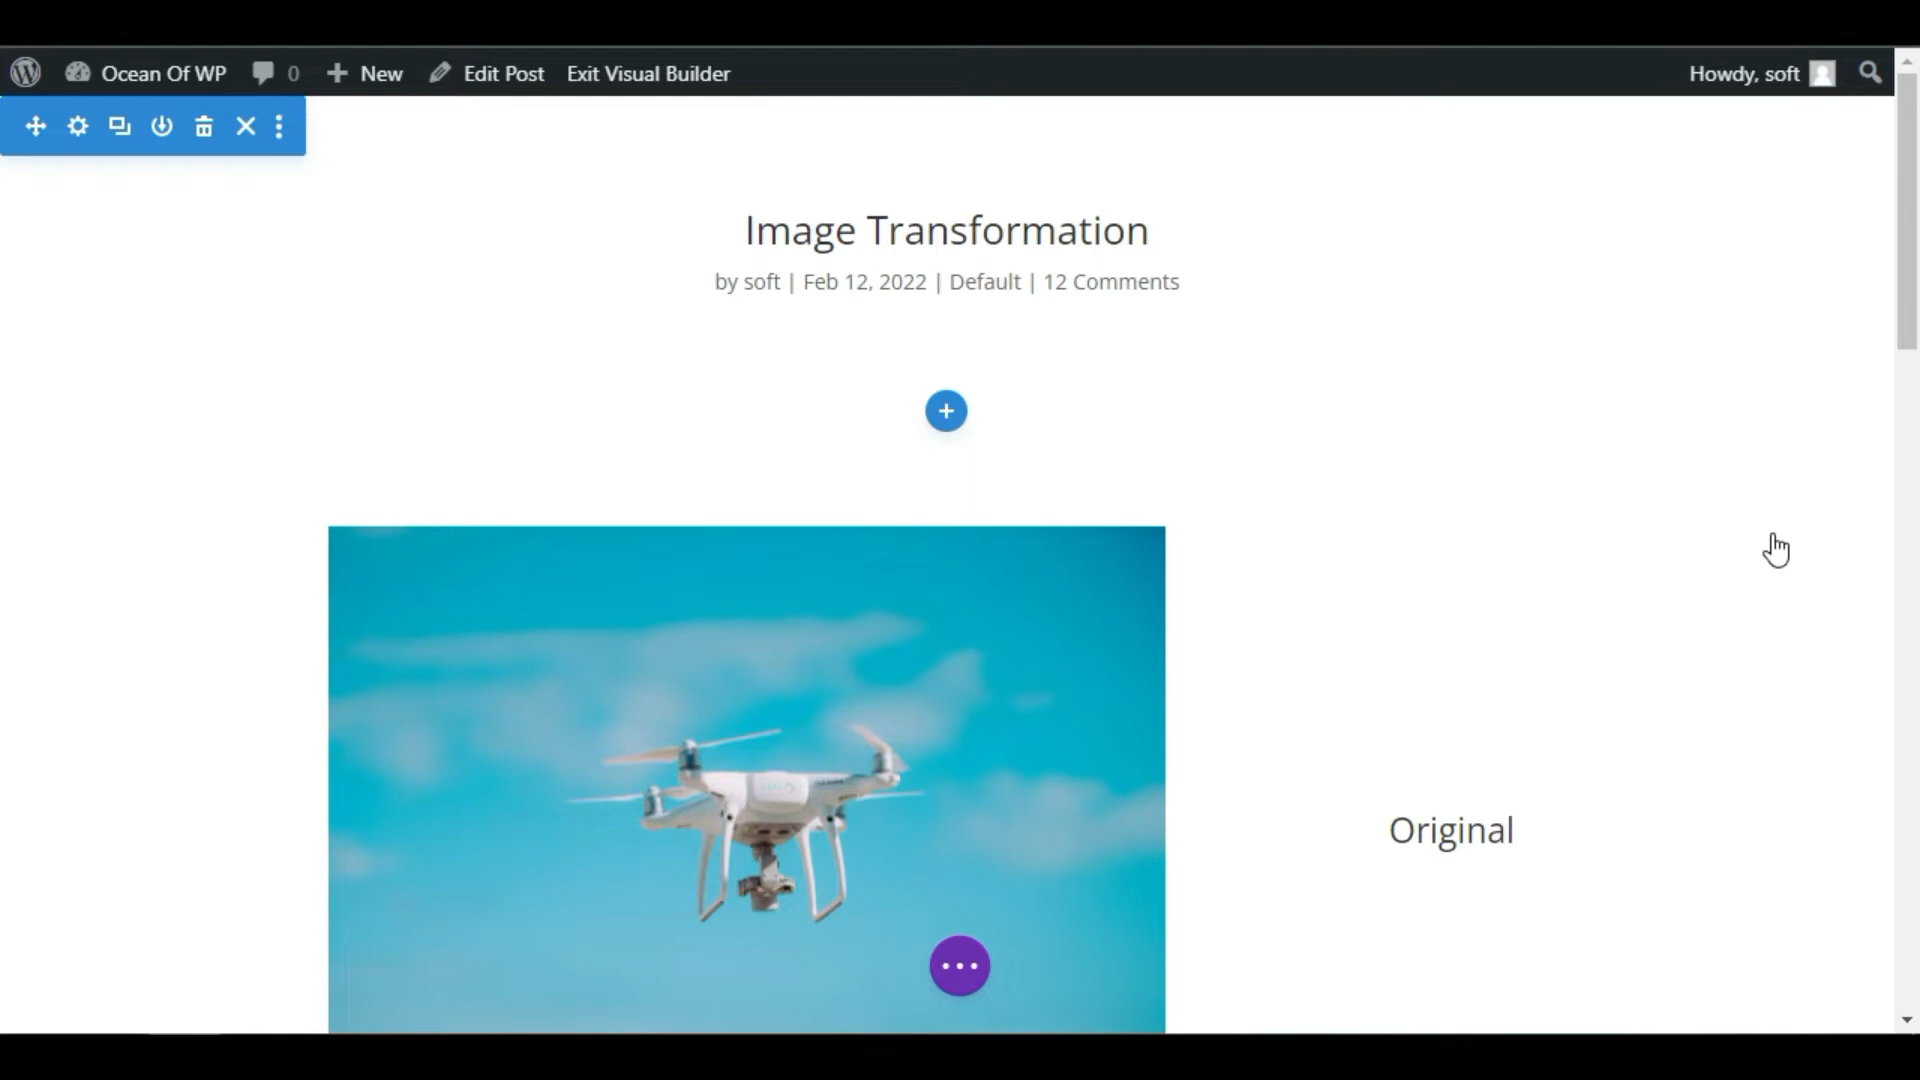 Ocean Of WP 0 New Edit Post Exit Visual Builder Howdy, soft
Image Transformation
by soft | Feb 12, 2022 | Default | 12 Comments
Original